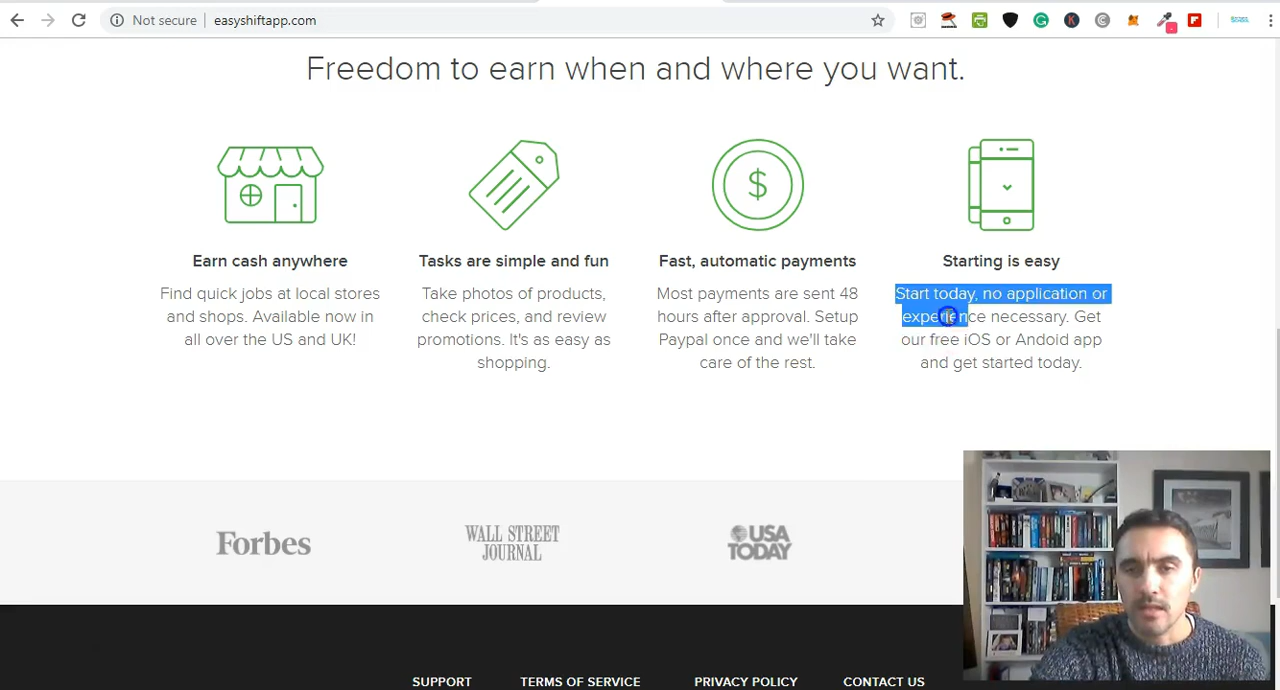 Not secure
easyshiftapp.com
Freedom to earn when and where you want.
Earn cash anywhere
Find quick jobs at local stores
and shops. Available now in
all over the US and UK!
Tasks are simple and fun
Take photos of products,
check prices, and review
promotions. It's as easy as
shopping.
Fast, automatic payments
Most payments are sent 48
hours after approval. Setup
Paypal once and we'll take
care of the rest.
Starting is easy
Start today, no application or
experience necessary. Get
our free iOS or Andoid app
and get started today.
Forbes
WALL STREET
JOURNAL
USA
TODAY
SUPPORT
TERMS OF SERVICE
PRIVACY POLICY
CONTACT US